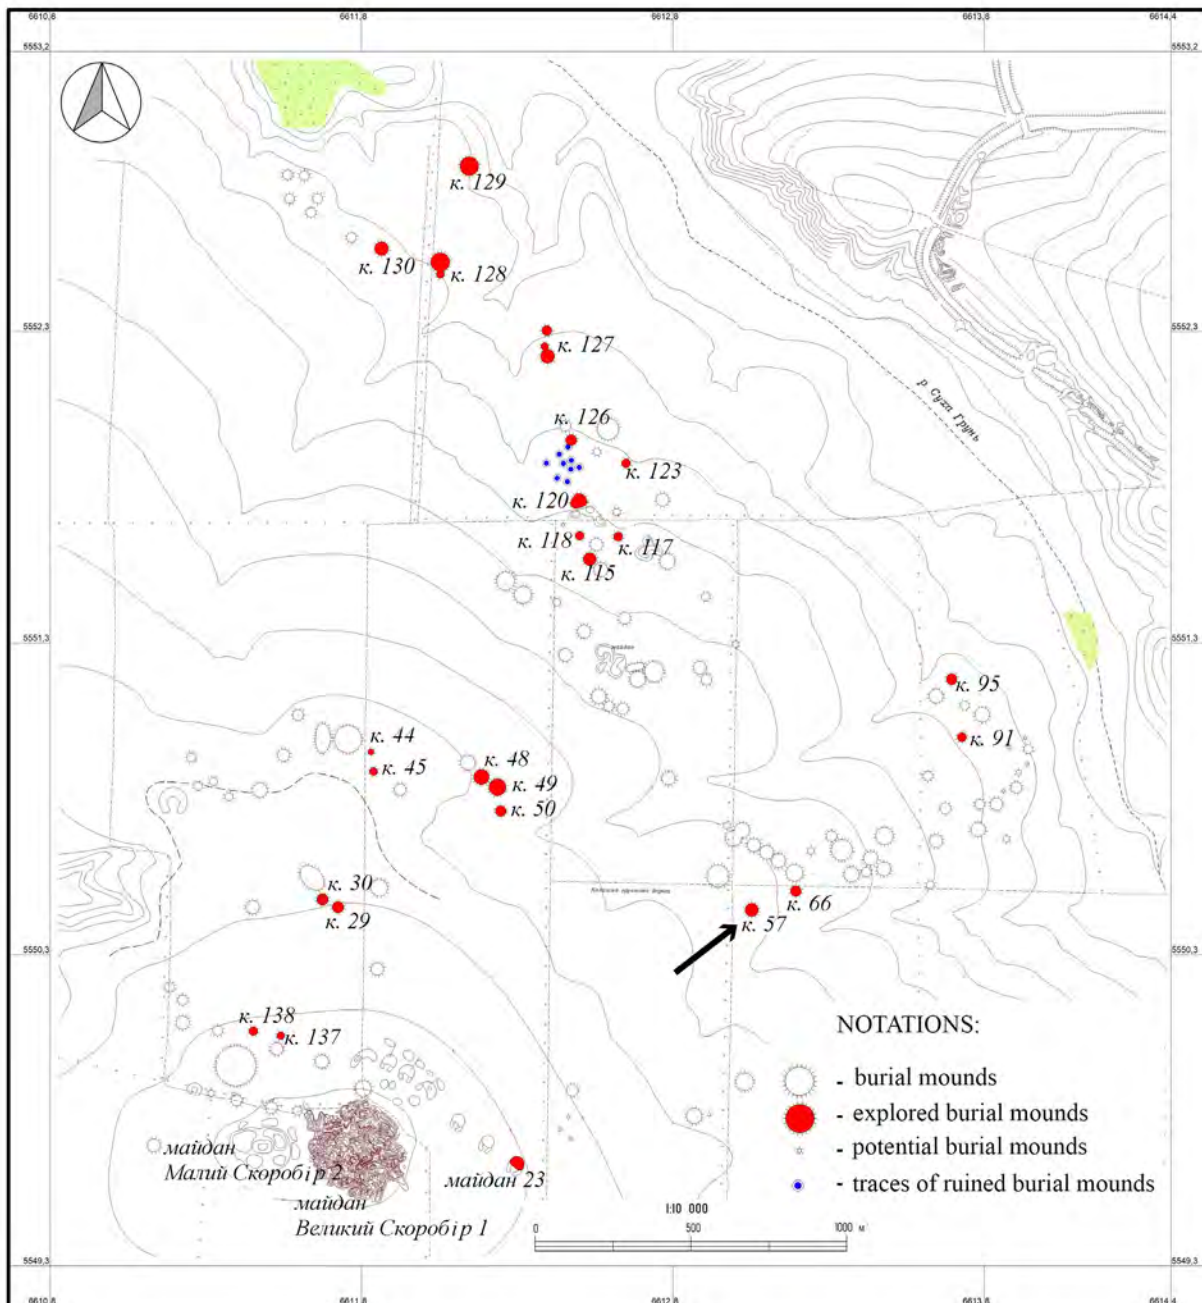 6610,8 6611,8 6612,8 6613,8 6614,4
5553,2 5553,2
к. 129
к. 130
к. 128
5552,3 5552,3
к. 127
р. Суха Грунь
к. 126
к. 123
к. 120
к. 118
к. 117
к. 115
5551,3 5551,3
майдан
к. 95
к. 91
к. 44
к. 45
к. 48
к. 49
к. 50
к. 30
к. 29
к. 66
к. 57
5550,3 5550,3
к. 138
к. 137
NOTATIONS:
- burial mounds
- explored burial mounds
- potential burial mounds
- traces of ruined burial mounds
майдан
Малий Скоробір 2
майдан 23
майдан
Великий Скоробір 1
1:10 000
0 500 1000 м
5549,3 5549,3
6610,8 6611,8 6612,8 6613,8 6614,4